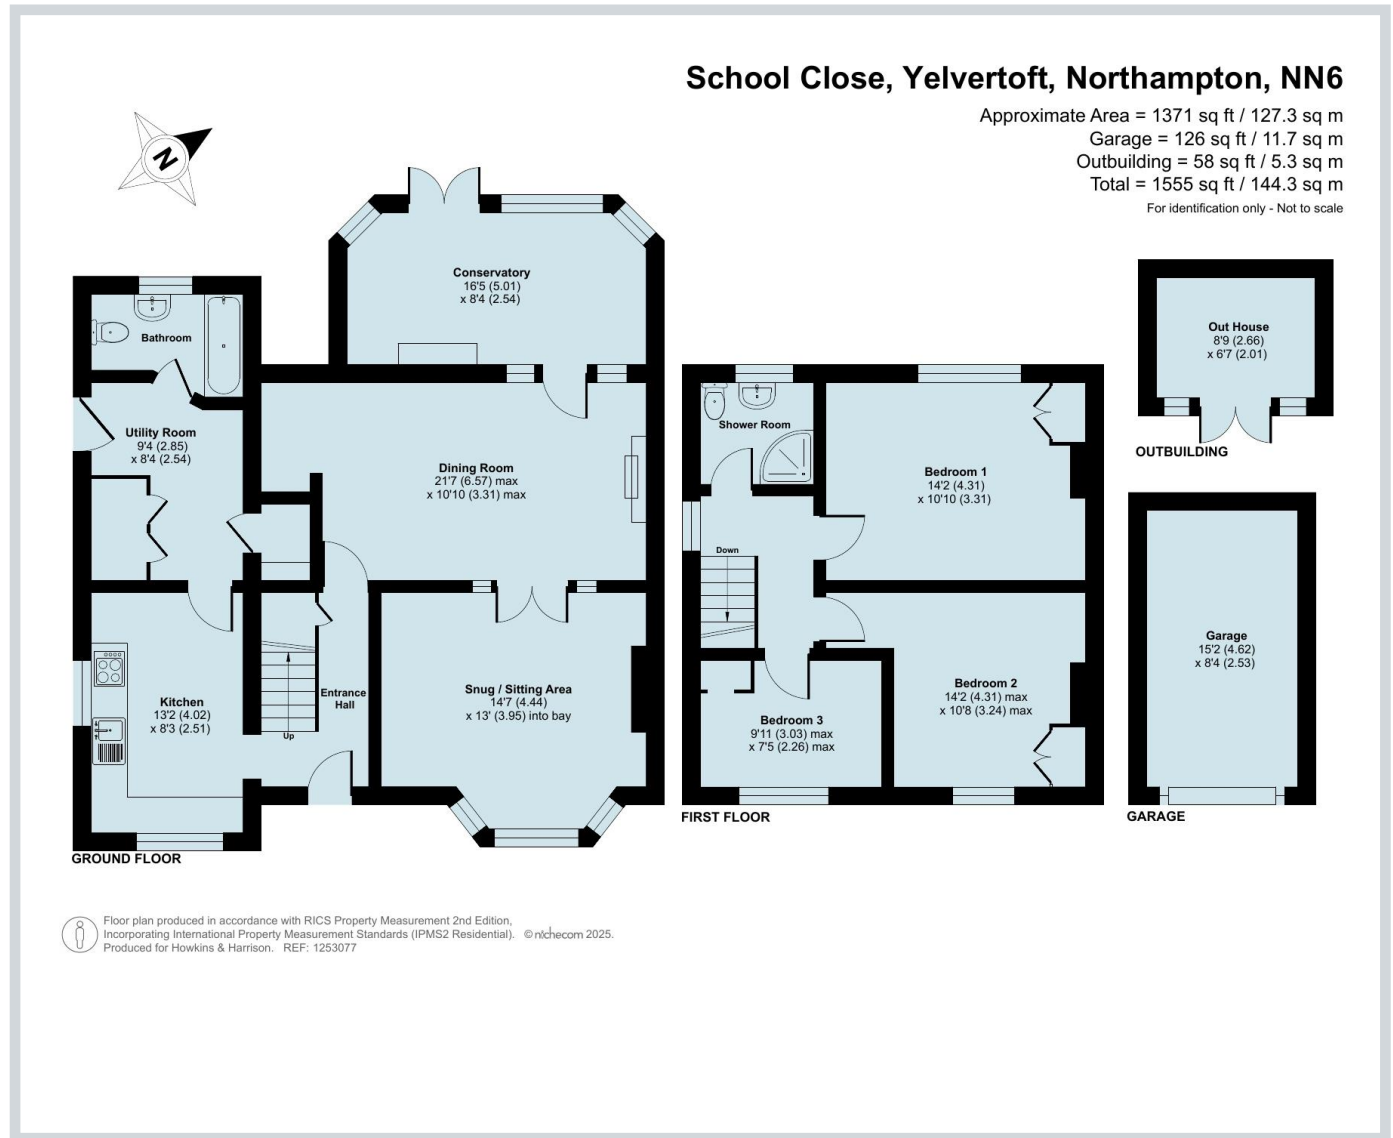 School Close, Yelvertoft, Northampton, NN6
Approximate Area = 1371 sq ft / 127.3 sq m
Garage = 126 sq ft / 11.7 sq m
Outbuilding = 58 sq ft / 5.3 sq m
Total = 1555 sq ft / 144.3 sq m
For identification only - Not to scale
N
Conservatory
16'5 (5.01)
x 8'4 (2.54)
Bathroom
Utility Room
9'4 (2.85)
x 8'4 (2.54)
Dining Room
21'7 (6.57) max
x 10'10 (3.31) max
Kitchen
13'2 (4.02)
x 8'3 (2.51)
Entrance
Hall
Up
Snug / Sitting Area
14'7 (4.44)
x 13' (3.95) into bay
GROUND FLOOR
Shower Room
Down
Bedroom 1
14'2 (4.31)
x 10'10 (3.31)
Bedroom 2
14'2 (4.31) max
x 10'8 (3.24) max
Bedroom 3
9'11 (3.03) max
x 7'5 (2.26) max
FIRST FLOOR
Out House
8'9 (2.66)
x 6'7 (2.01)
OUTBUILDING
Garage
15'2 (4.62)
x 8'4 (2.53)
GARAGE
Floor plan produced in accordance with RICS Property Measurement 2nd Edition,
Incorporating International Property Measurement Standards (IPMS2 Residential). © nichecom 2025.
Produced for Howkins & Harrison. REF: 1253077